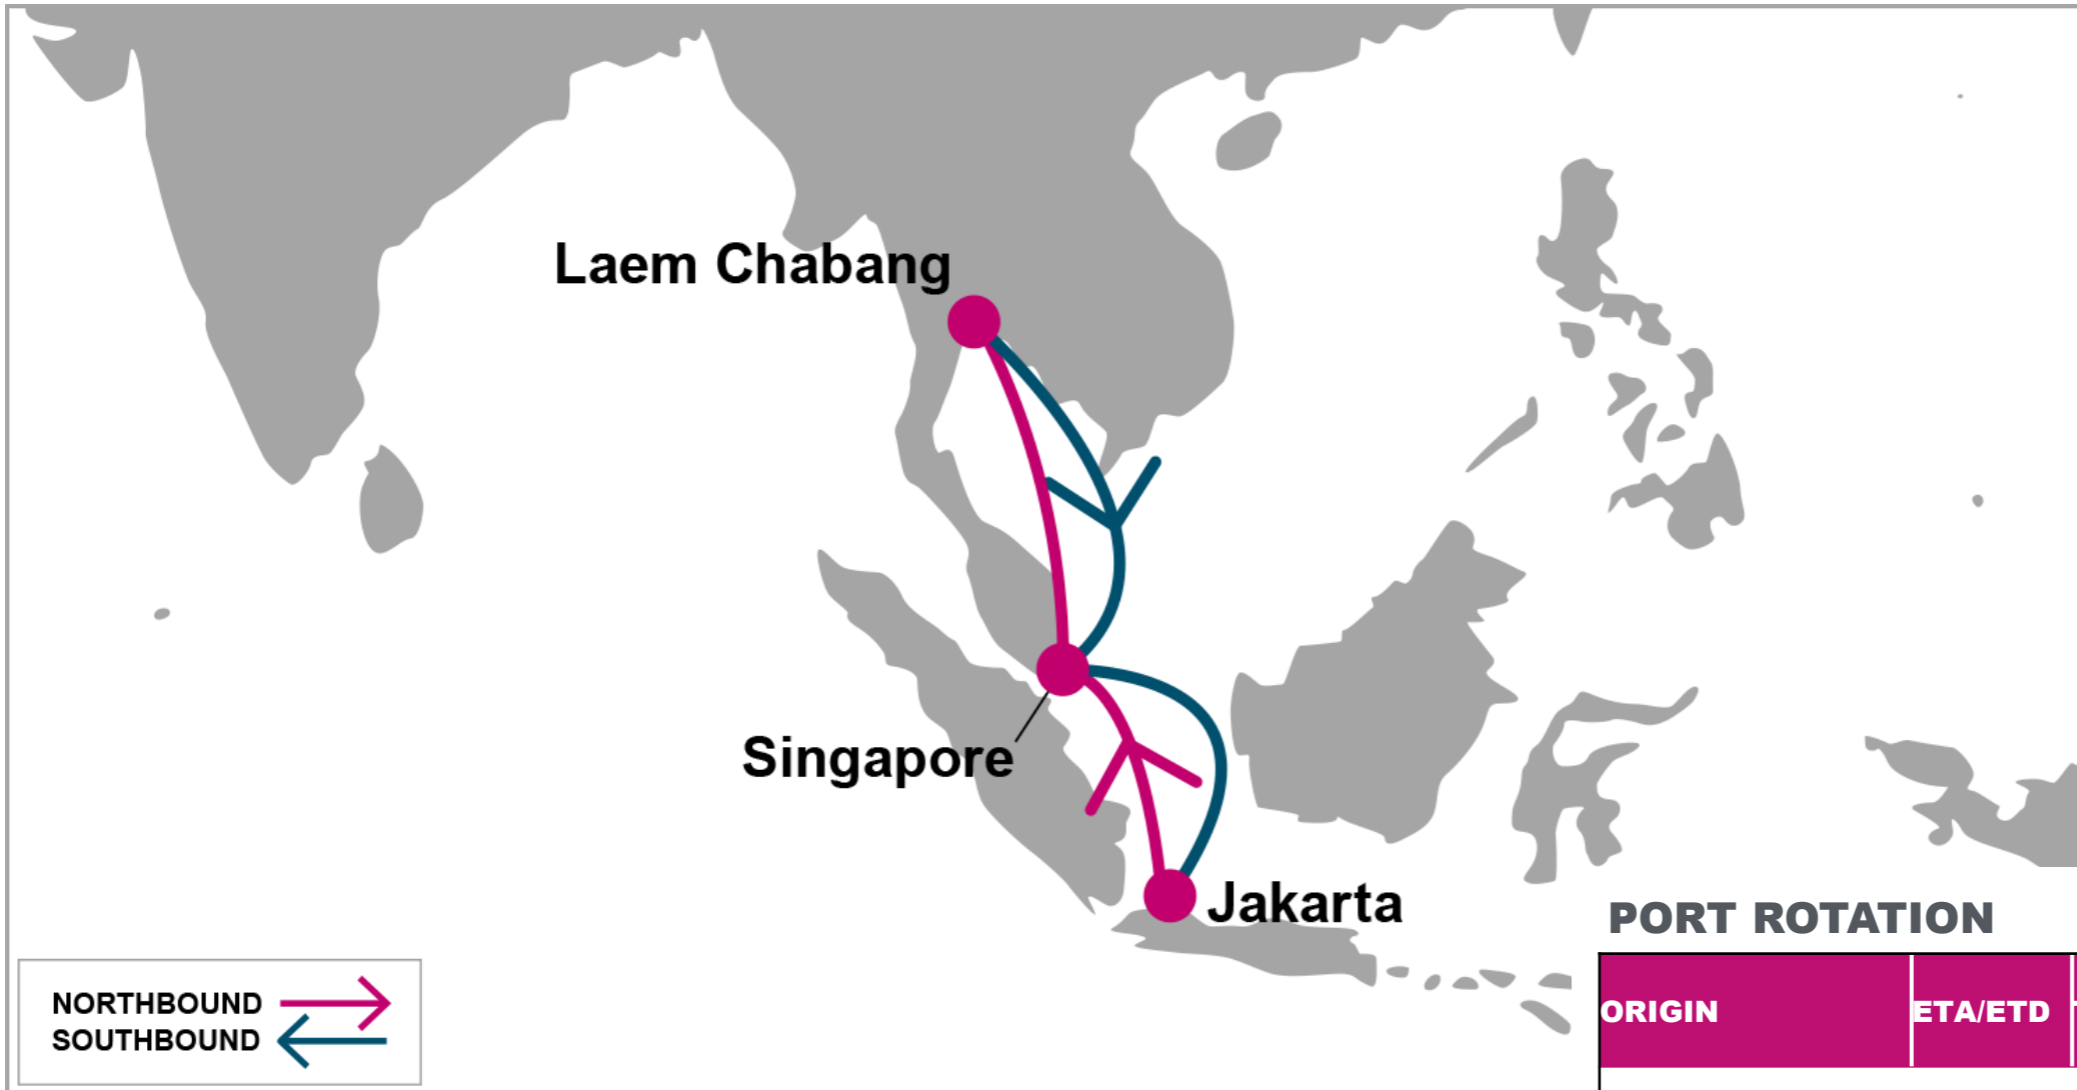 Laem Chabang
Singapore
Jakarta
PORT ROTATION
ORIGIN
ETA/ETD
NORTHBOUND
SOUTHBOUND